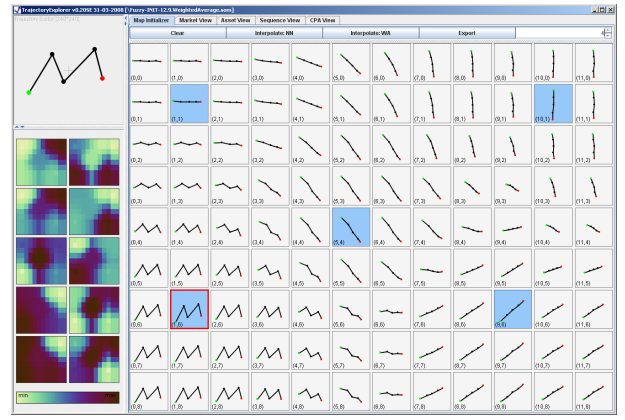 TrajectoryExplorer v0.205E 31-03-2008 [\Fuzzy-INIT-12.9.WeightedAverage.som]
Trajectory Editor [240*240]
Map Initializer Market View Asset View Sequence View CPA View
Clear Interpolate: NN Interpolate: WA Export
(0,0) (1,0) (2,0) (3,0) (4,0) (5,0) (6,0) (7,0) (8,0) (9,0) (10,0) (11,0)
(0,1) (1,1) (2,1) (3,1) (4,1) (5,1) (6,1) (7,1) (8,1) (9,1) (10,1) (11,1)
(0,2) (1,2) (2,2) (3,2) (4,2) (5,2) (6,2) (7,2) (8,2) (9,2) (10,2) (11,2)
(0,3) (1,3) (2,3) (3,3) (4,3) (5,3) (6,3) (7,3) (8,3) (9,3) (10,3) (11,3)
(0,4) (1,4) (2,4) (3,4) (4,4) (5,4) (6,4) (7,4) (8,4) (9,4) (10,4) (11,4)
(0,5) (1,5) (2,5) (3,5) (4,5) (5,5) (6,5) (7,5) (8,5) (9,5) (10,5) (11,5)
(0,6) (1,6) (2,6) (3,6) (4,6) (5,6) (6,6) (7,6) (8,6) (9,6) (10,6) (11,6)
(0,7) (1,7) (2,7) (3,7) (4,7) (5,7) (6,7) (7,7) (8,7) (9,7) (10,7) (11,7)
(0,8) (1,8) (2,8) (3,8) (4,8) (5,8) (6,8) (7,8) (8,8) (9,8) (10,8) (11,8)
min max